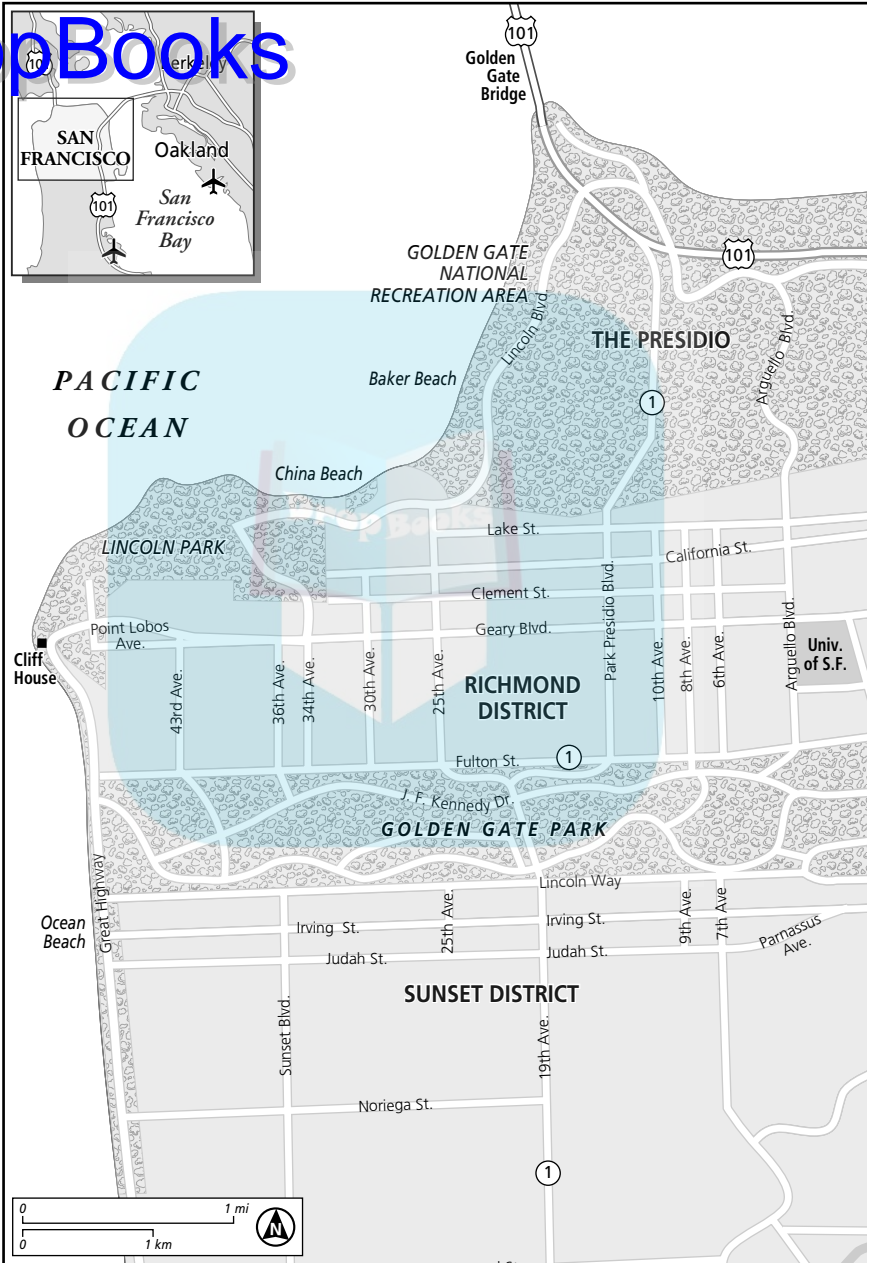 opBooks
101
Berkeley
SAN
FRANCISCO
Oakland
101
San
Francisco
Bay
101
Golden
Gate
Bridge
101
GOLDEN GATE
NATIONAL
RECREATION AREA
Lincoln Blvd.
THE PRESIDIO
Arguello Blvd.
PACIFIC
OCEAN
Baker Beach
1
China Beach
DropBooks
Lake St.
LINCOLN PARK
California St.
Clement St.
Park Presidio Blvd.
Point Lobos
Ave.
Geary Blvd.
Arguello Blvd.
Univ.
of S.F.
Cliff
House
43rd Ave.
36th Ave.
34th Ave.
30th Ave.
25th Ave.
RICHMOND
DISTRICT
10th Ave.
8th Ave.
6th Ave.
Fulton St.
1
J. F. Kennedy Dr.
GOLDEN GATE PARK
Great Highway
Lincoln Way
Ocean
Beach
Irving St.
25th Ave.
Irving St.
9th Ave.
7th Ave
Judah St.
Judah St.
Parnassus
Ave.
SUNSET DISTRICT
Sunset Blvd.
19th Ave.
Noriega St.
1
0
1 mi
0
1 km
N